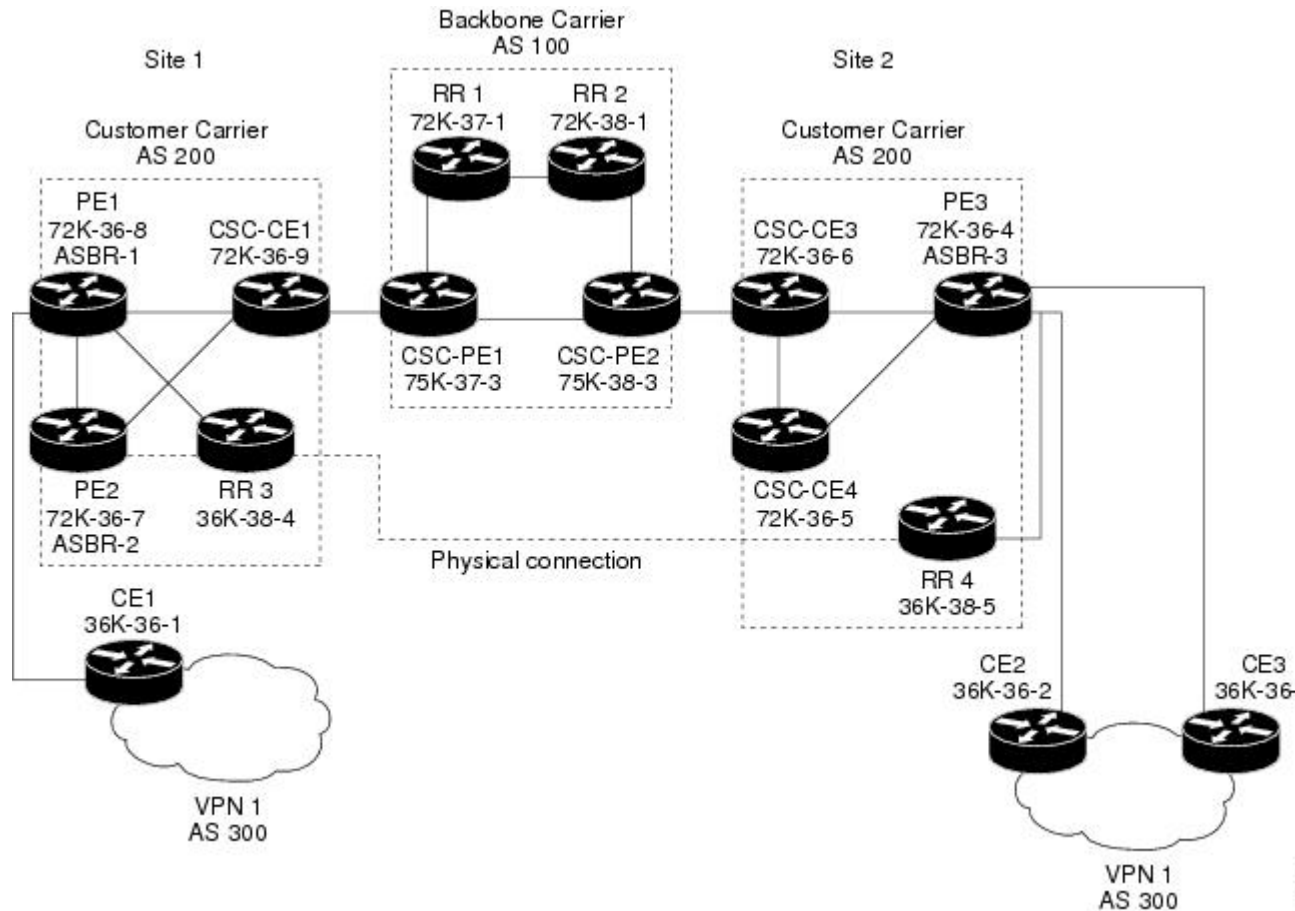 Backbone Carrier
AS 100
Site 1
Site 2
RR 1
72K-37-1
RR 2
72K-38-1
Customer Carrier
AS 200
Customer Carrier
AS 200
PE1
72K-36-8
ASBR-1
CSC-CE1
72K-36-9
CSC-CE3
72K-36-6
PE3
72K-36-4
ASBR-3
CSC-PE1
75K-37-3
CSC-PE2
75K-38-3
PE2
72K-36-7
ASBR-2
RR 3
36K-38-4
CSC-CE4
72K-36-5
Physical connection
RR 4
36K-38-5
CE1
36K-36-1
CE2
36K-36-2
CE3
36K-36-
VPN 1
AS 300
VPN 1
AS 300